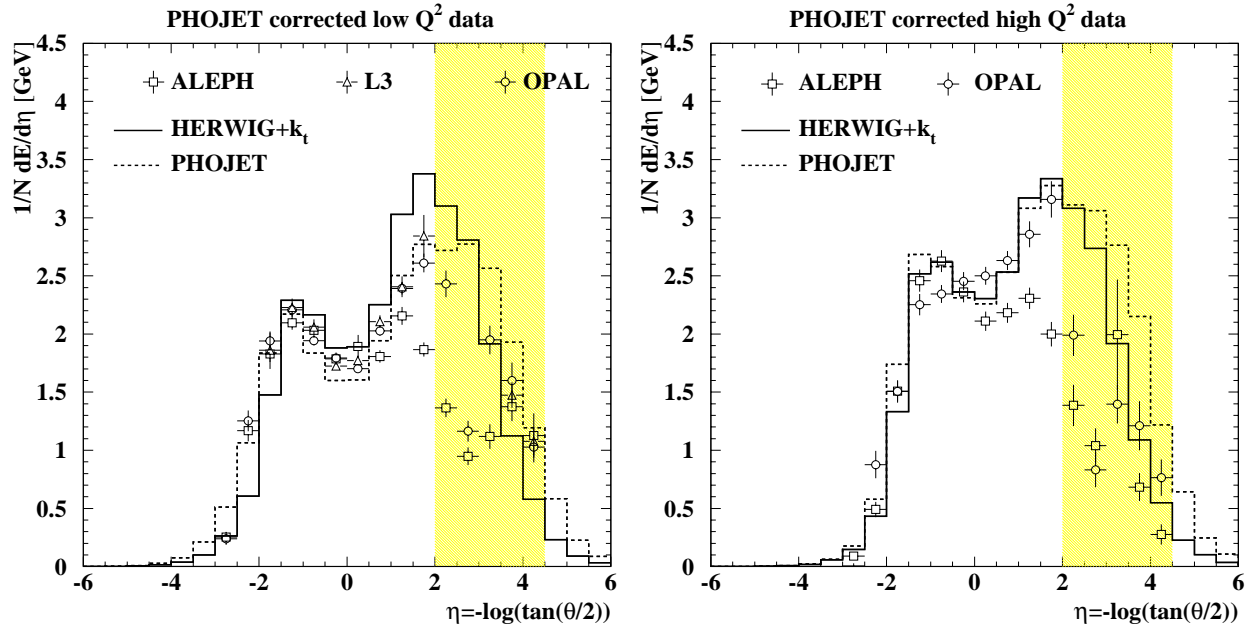 PHOJET corrected low Q² data
1/N dE/dη [GeV]
4.5
4
3.5
3
2.5
2
1.5
1
0.5
0
ALEPH L3 OPAL
HERWIG+k_t
PHOJET
-6 -4 -2 0 2 4 6
η=-log(tan(θ/2))
PHOJET corrected high Q² data
1/N dE/dη [GeV]
4.5
4
3.5
3
2.5
2
1.5
1
0.5
0
ALEPH OPAL
HERWIG+k_t
PHOJET
-6 -4 -2 0 2 4 6
η=-log(tan(θ/2))